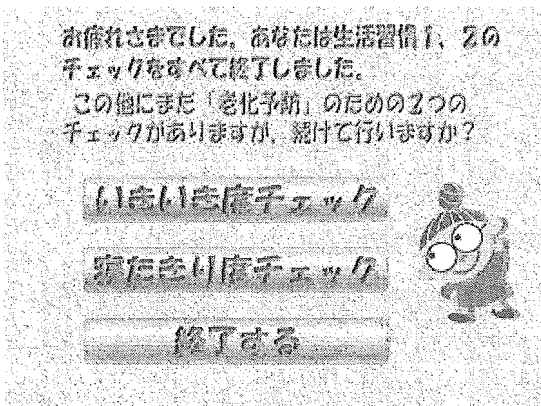 お疲れさまでした。あなたは生活習慣1、2の
チェックをすべて終了しました。
この他にまだ「老化予防」のための2つの
チェックがありますが、続けて行いますか?
いきいき度チェック
寝たきり度チェック
終了する